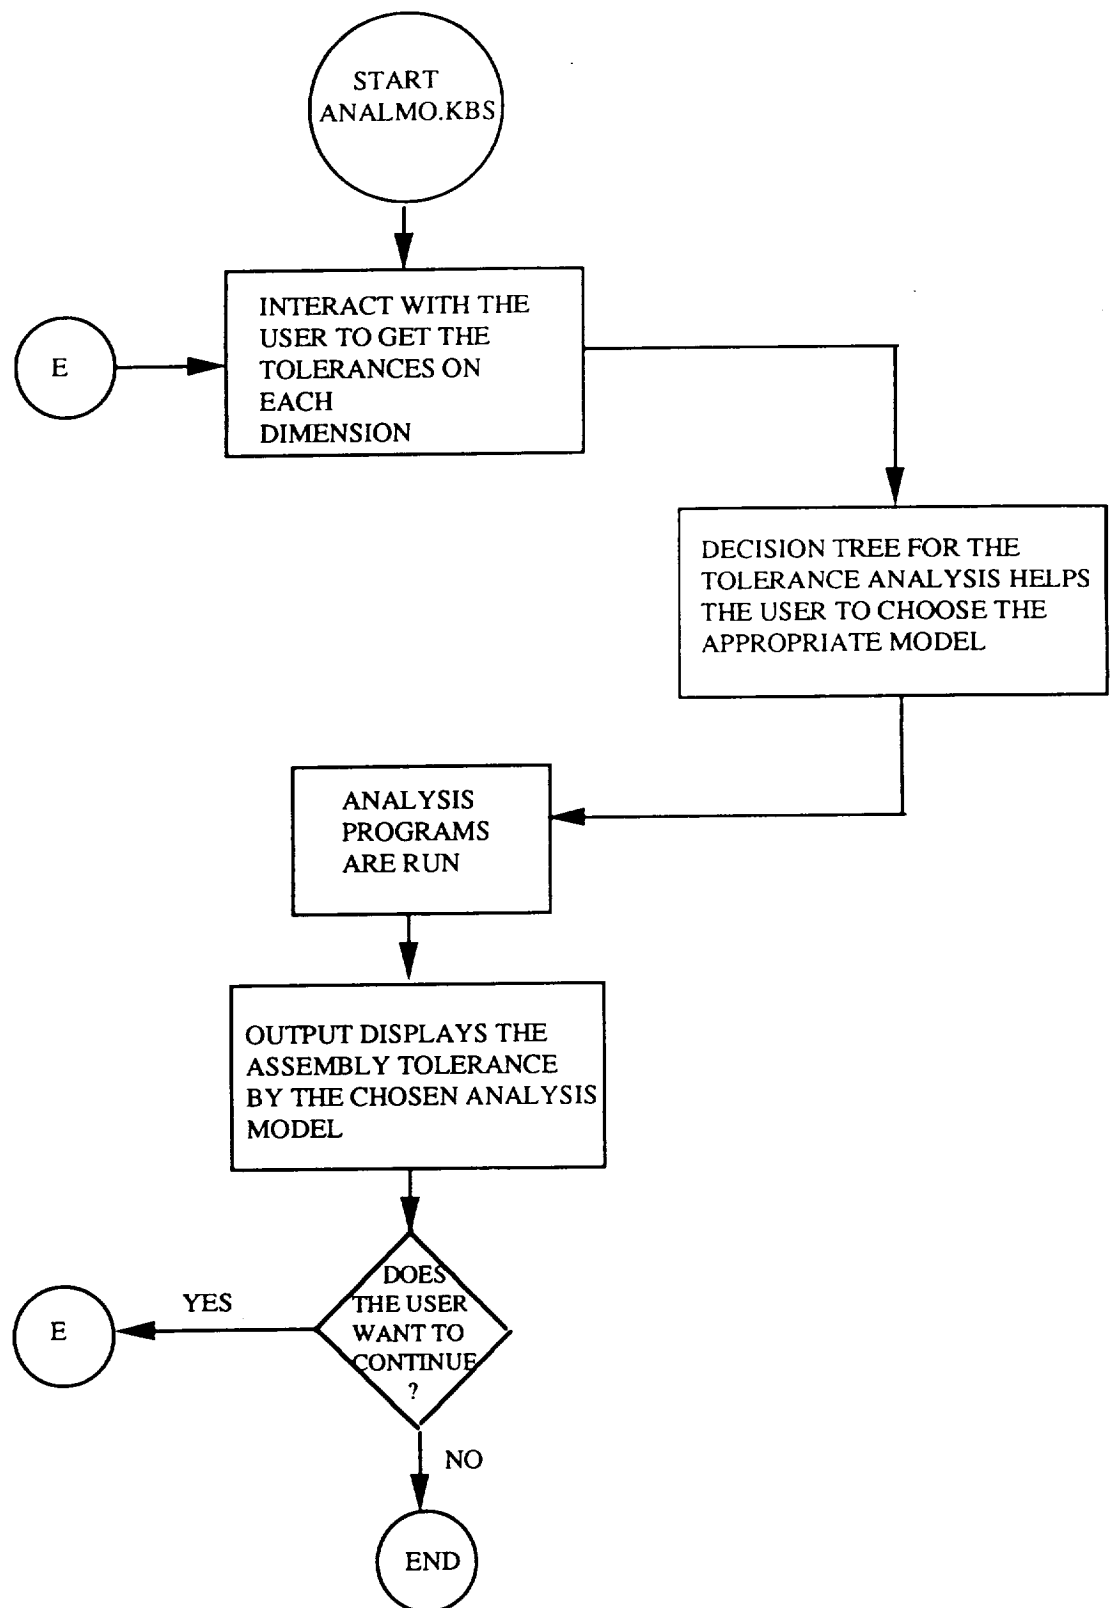 START
ANALMO.KBS
INTERACT WITH THE
USER TO GET THE
TOLERANCES ON
EACH
DIMENSION
E
DECISION TREE FOR THE
TOLERANCE ANALYSIS HELPS
THE USER TO CHOOSE THE
APPROPRIATE MODEL
ANALYSIS
PROGRAMS
ARE RUN
OUTPUT DISPLAYS THE
ASSEMBLY TOLERANCE
BY THE CHOSEN ANALYSIS
MODEL
DOES
THE USER
WANT TO
CONTINUE
?
YES
E
NO
END